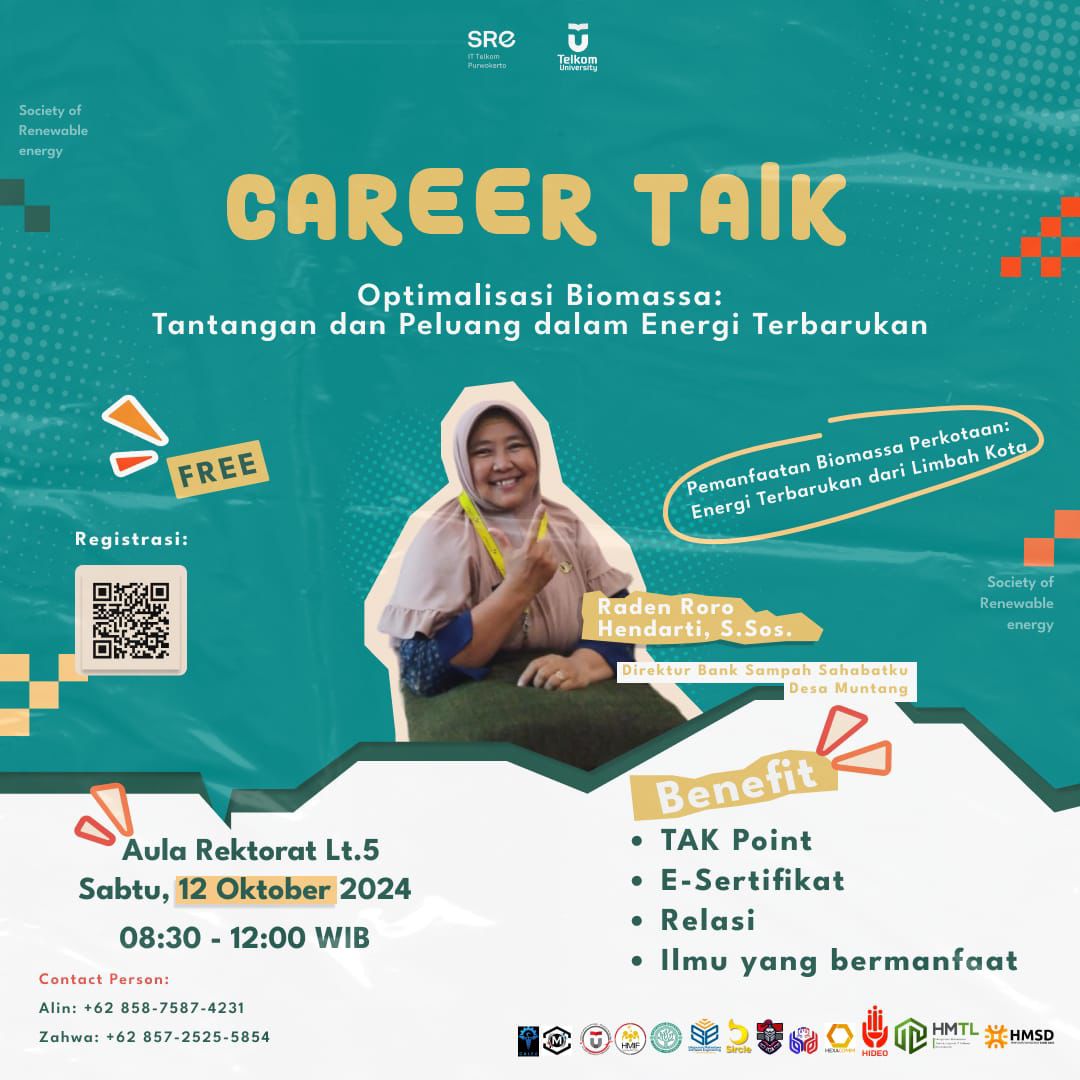 SRE
IT Telkom
Purwokerto
Telkom
University
Society of
Renewable
energy
CAREER TALK
Optimalisasi Biomassa:
Tantangan dan Peluang dalam Energi Terbarukan
FREE
Pemanfaatan Biomassa Perkotaan:
Energi Terbarukan dari Limbah Kota
Registrasi:
Society of
Renewable
energy
Raden Roro
Hendarti, S.Sos.
Direktur Bank Sampah Sahabatku
Desa Muntang
Benefit
• TAK Point
• E-Sertifikat
• Relasi
• Ilmu yang bermanfaat
Aula Rektorat Lt.5
Sabtu, 12 Oktober 2024
08:30 - 12:00 WIB
Contact Person:
Alin: +62 858-7587-4231
Zahwa: +62 857-2525-5854
HMIF
Sircle
HEXACOMM
HIDEO
HMTL
HMSD